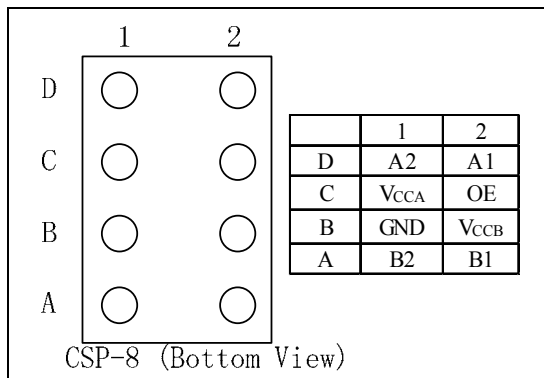 1 2
D
C
B
A
CSP-8 (Bottom View)
1 2
D A2 A1
C VCCA OE
B GND VCCB
A B2 B1